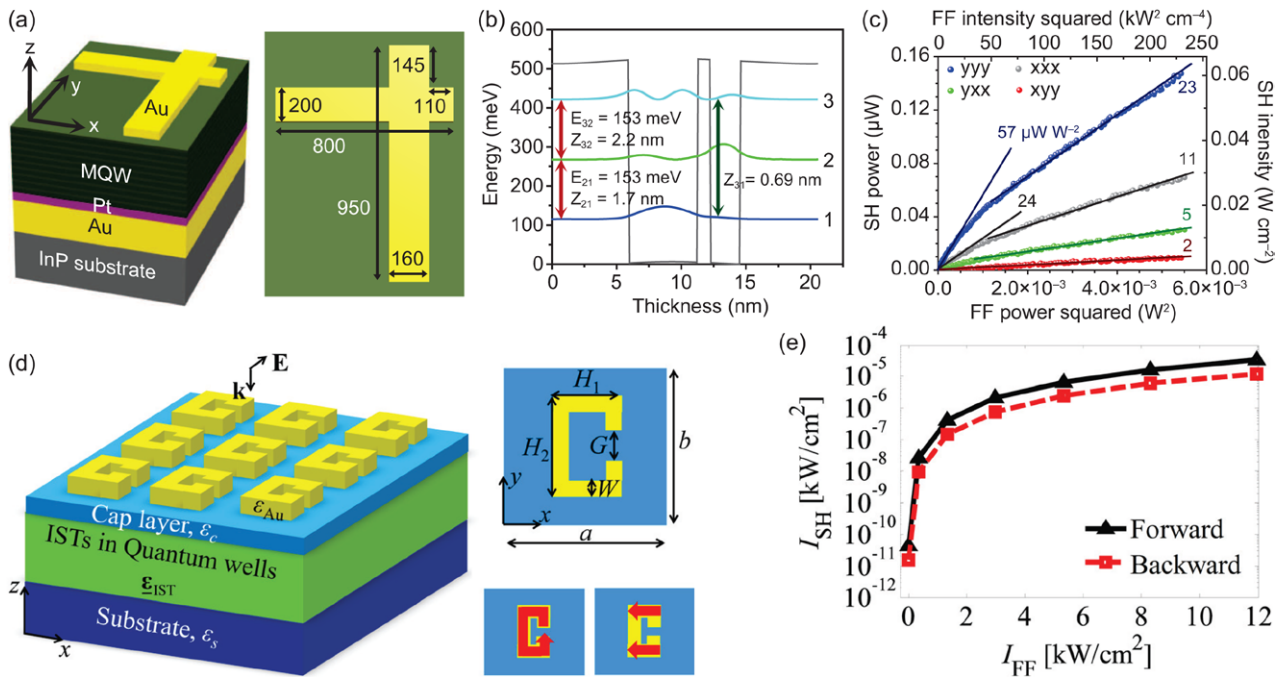 (a)
z
y
x
Au
MQW
Pt
Au
InP substrate
145
200
110
800
950
160
(b)
600
500
400
300
200
100
0
Energy (meV)
3
E32 = 153 meV
Z32 = 2.2 nm
2
E21 = 153 meV
Z21 = 1.7 nm
Z31 = 0.69 nm
1
0 5 10 15 20
Thickness (nm)
(c)
FF intensity squared (kW² cm⁻⁴)
0 50 100 150 200 250
0.16
0.12
0.08
0.04
0.00
SH power (μW)
yyy xxx
yxx xyy
57 μW W⁻²
24
23
11
5
2
0.06
0.04
0.02
0.00
SH intensity (W cm⁻²)
0.0 2.0×10⁻³ 4.0×10⁻³ 6.0×10⁻³
FF power squared (W²)
(d)
E
k
εAu
Cap layer, εc
ISTs in Quantum wells
εIST
Substrate, εs
z
x
H1
H2
G
W
y
x
a
b
(e)
10⁻⁴
10⁻⁵
10⁻⁶
10⁻⁷
10⁻⁸
10⁻⁹
10⁻¹⁰
10⁻¹¹
10⁻¹²
ISH [kW/cm²]
Forward
Backward
0 2 4 6 8 10 12
IFF [kW/cm²]